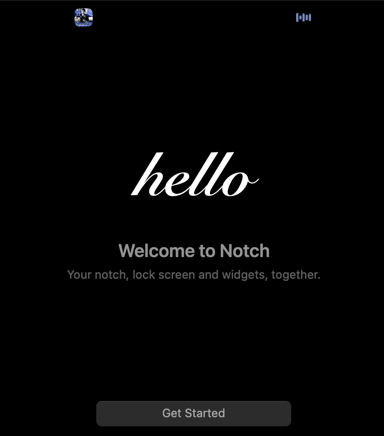 hello
Welcome to Notch
Your notch, lock screen and widgets, together.
Get Started